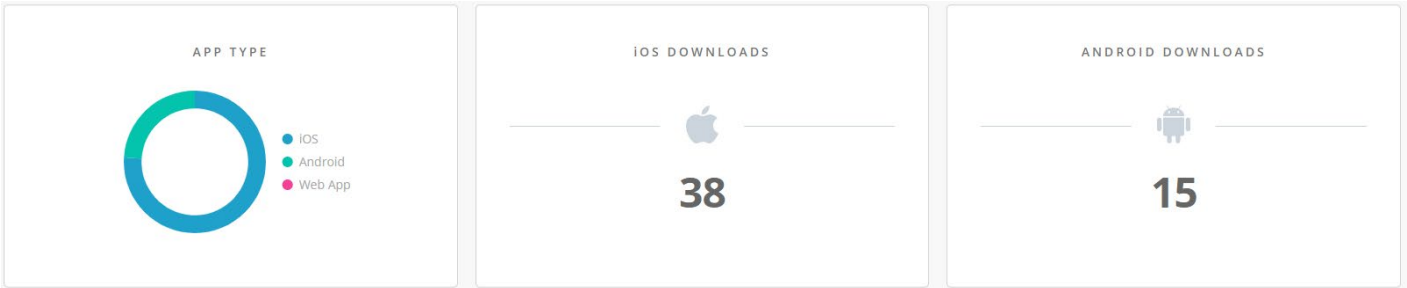 APP TYPE
iOS
Android
Web App
iOS DOWNLOADS
38
ANDROID DOWNLOADS
15